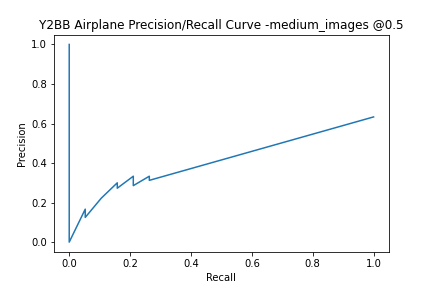 Y2BB Airplane Precision/Recall Curve -medium_images @0.5
1.0
0.8
0.6
0.4
0.2
0.0
Precision
0.0 0.2 0.4 0.6 0.8 1.0
Recall